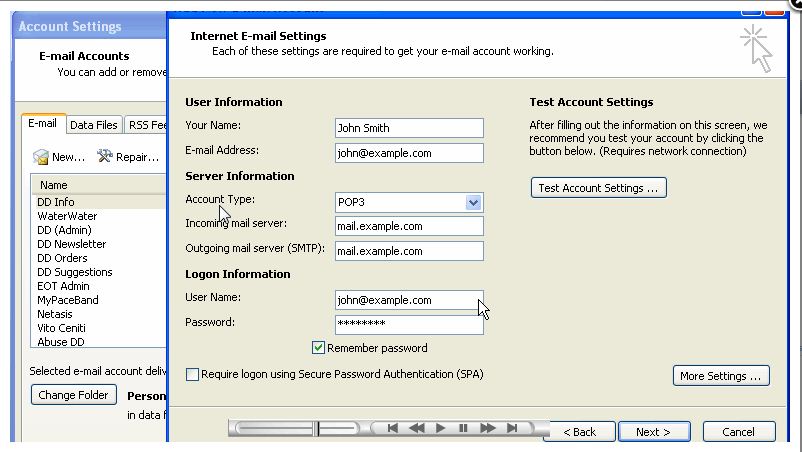 Account Settings
E-mail Accounts
You can add or remove
E-mail
Data Files
RSS Fee
New...
Repair...
Name
DD Info
WaterWater
DD (Admin)
DD Newsletter
DD Orders
DD Suggestions
EOT Admin
MyPaceBand
Netasis
Vito Ceniti
Abuse DD
Selected e-mail account deliv
Change Folder
Person
in data f
Internet E-mail Settings
Each of these settings are required to get your e-mail account working.
User Information
Your Name:
John Smith
E-mail Address:
john@example.com
Server Information
Account Type:
POP3
Incoming mail server:
mail.example.com
Outgoing mail server (SMTP):
mail.example.com
Logon Information
User Name:
john@example.com
Password:
********
Remember password
Require logon using Secure Password Authentication (SPA)
Test Account Settings
After filling out the information on this screen, we
recommend you test your account by clicking the
button below. (Requires network connection)
Test Account Settings ...
More Settings ...
< Back
Next >
Cancel